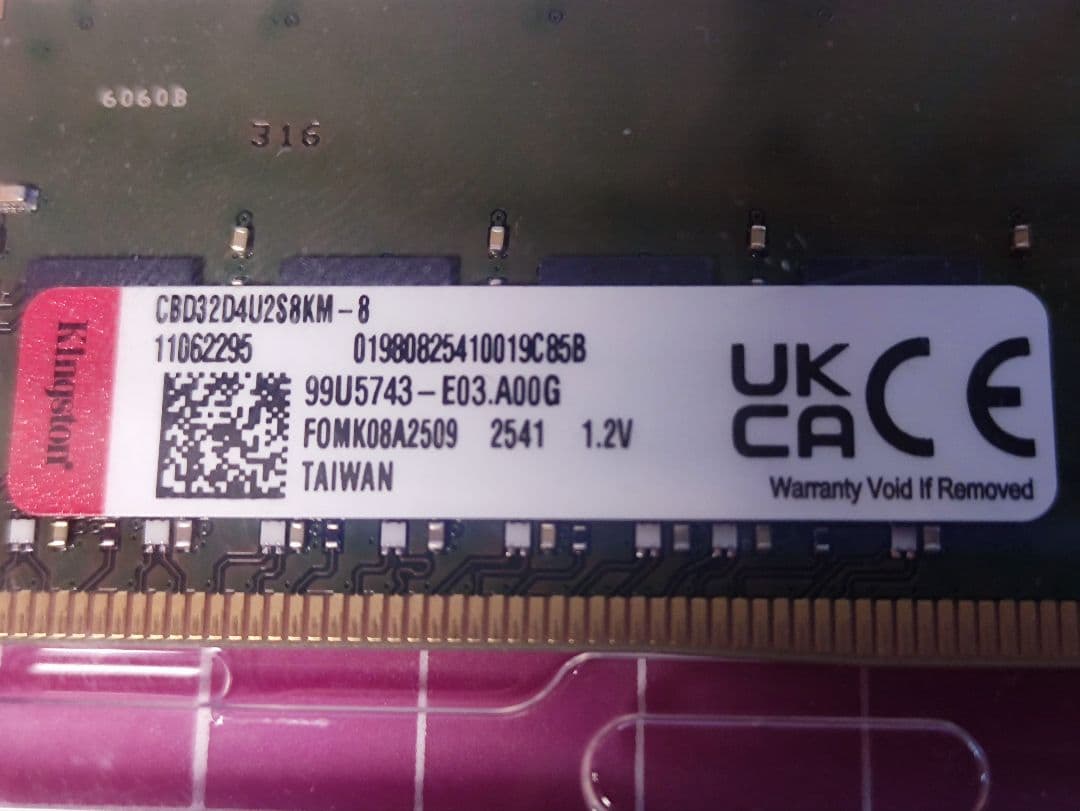 6060B
316
Kingston
CBD32D4U2S8KM-8
11062295 01980825410019C85B
99U5743-E03.A00G
F0MK08A2509 2541 1.2V
TAIWAN
UK
CA
CE
Warranty Void If Removed